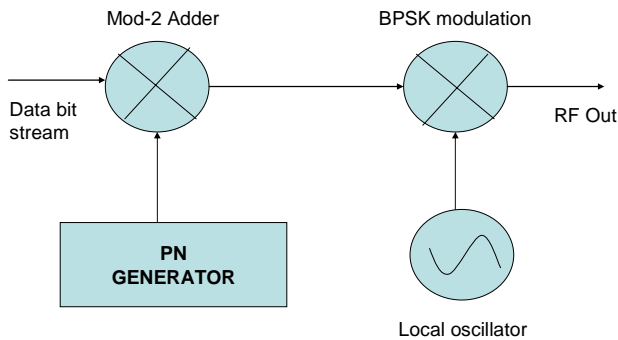 Mod-2 Adder
BPSK modulation
Data bit
stream
RF Out
PN
GENERATOR
Local oscillator